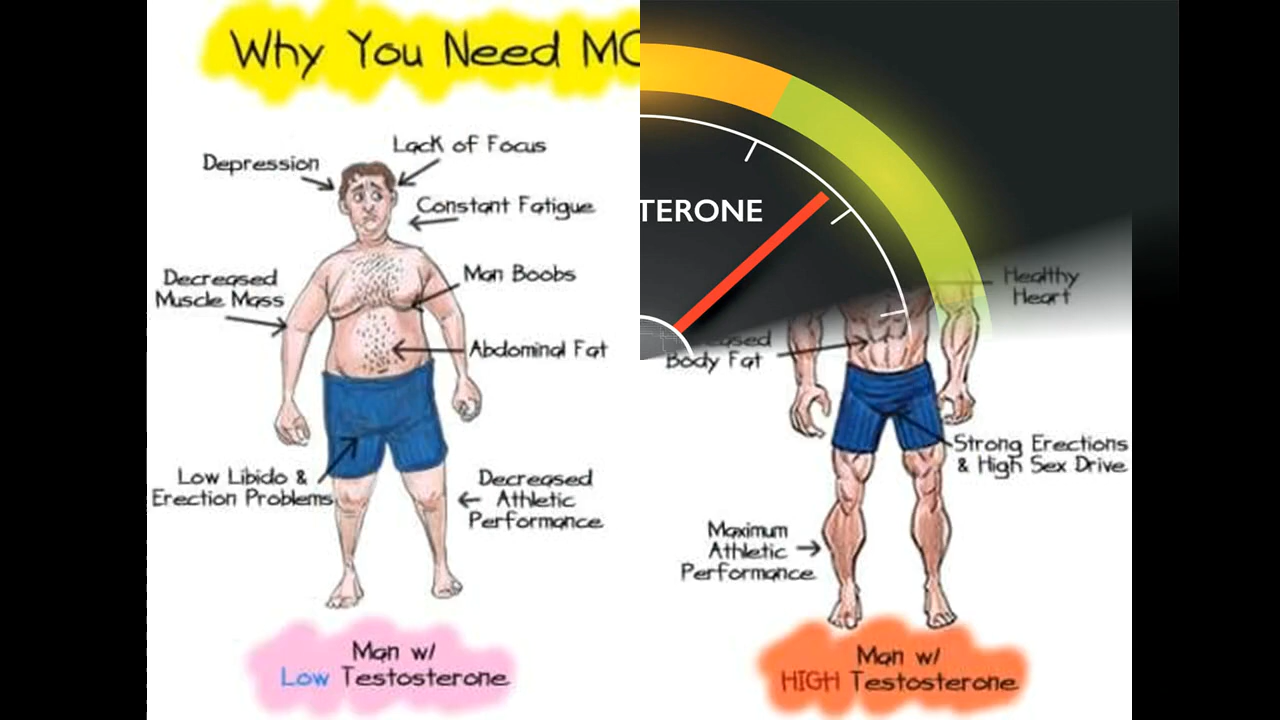 Why You Need MO
Depression
Lack of Focus
Constant Fatigue
Man Boobs
Decreased
Muscle Mass
Abdominal Fat
Low Libido &
Erection Problems
Decreased
Athletic
Performance
Man w/
Low Testosterone
TERONE
Healthy
Heart
Body Fat
Strong Erections
& High Sex Drive
Maximum
Athletic
Performance
Man w/
HIGH Testosterone